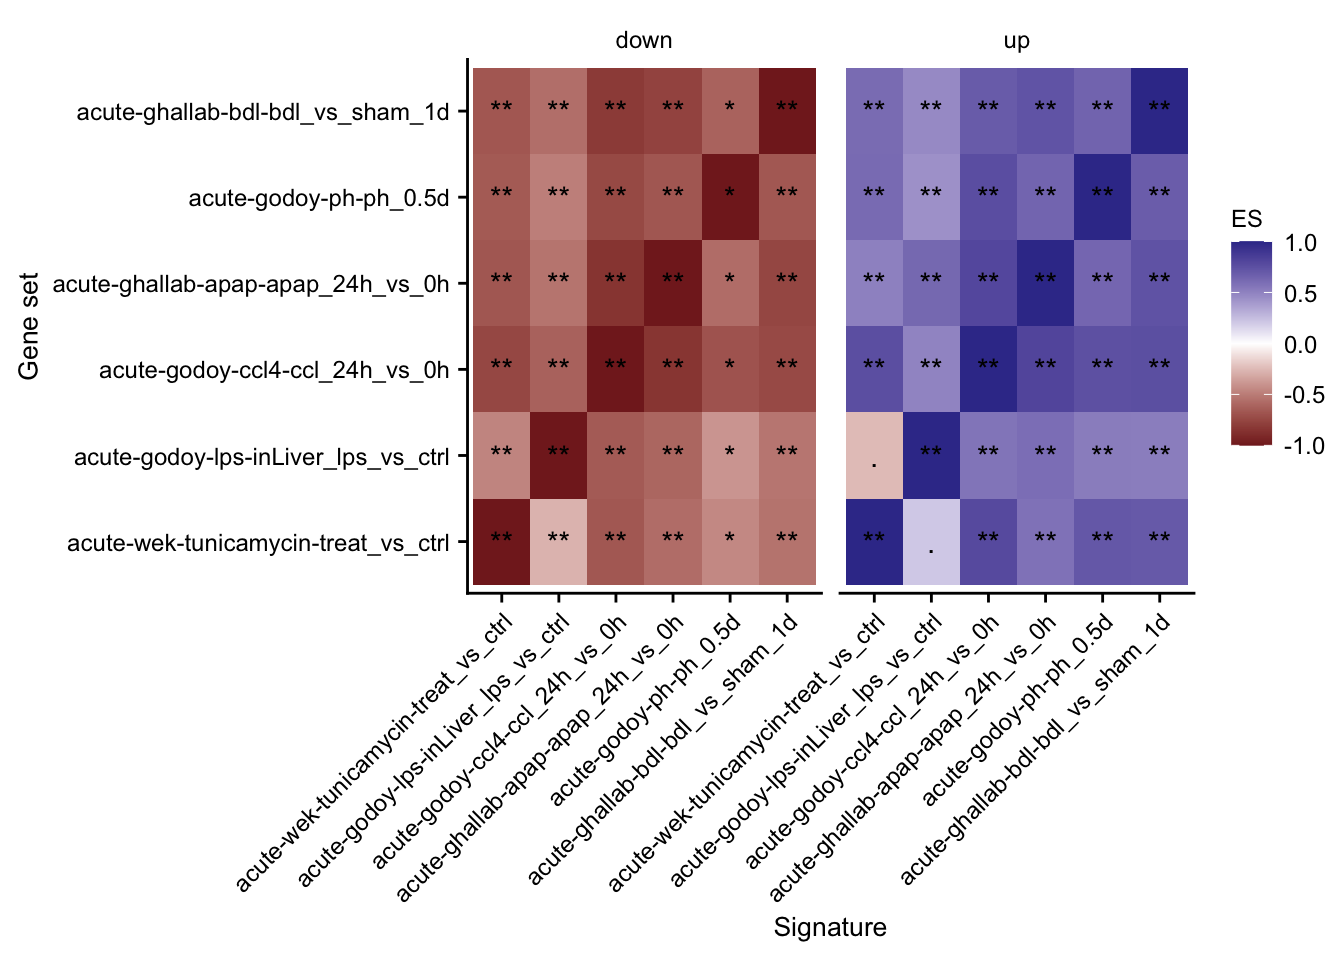 down
up
acute-ghallab-bdl-bdl_vs_sham_1d
** ** ** ** * **
** ** ** ** ** **
acute-godoy-ph-ph_0.5d
** ** ** ** * **
** ** ** ** ** **
acute-ghallab-apap-apap_24h_vs_0h
** ** ** ** * **
** ** ** ** ** **
acute-godoy-ccl4-ccl_24h_vs_0h
** ** ** ** * **
** ** ** ** ** **
acute-godoy-lps-inLiver_lps_vs_ctrl
** ** ** ** * **
. ** ** ** ** **
acute-wek-tunicamycin-treat_vs_ctrl
** ** ** ** * **
** . ** ** ** **
Gene set
ES
1.0
0.5
0.0
-0.5
-1.0
acute-wek-tunicamycin-treat_vs_ctrl
acute-godoy-lps-inLiver_lps_vs_ctrl
acute-godoy-ccl4-ccl_24h_vs_0h
acute-ghallab-apap-apap_24h_vs_0h
acute-godoy-ph-ph_0.5d
acute-ghallab-bdl-bdl_vs_sham_1d
acute-wek-tunicamycin-treat_vs_ctrl
acute-godoy-lps-inLiver_lps_vs_ctrl
acute-godoy-ccl4-ccl_24h_vs_0h
acute-ghallab-apap-apap_24h_vs_0h
acute-godoy-ph-ph_0.5d
acute-ghallab-bdl-bdl_vs_sham_1d
Signature